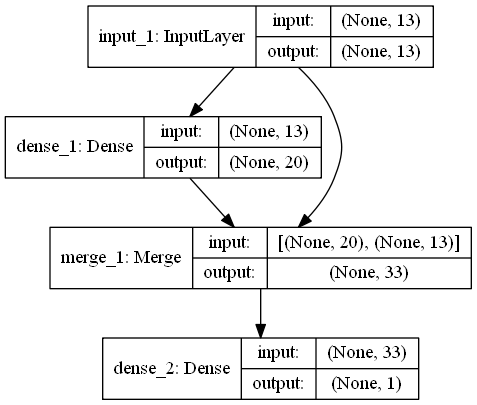 input_1: InputLayer
input:
(None, 13)
output:
(None, 13)
dense_1: Dense
input:
(None, 13)
output:
(None, 20)
merge_1: Merge
input:
[(None, 20), (None, 13)]
output:
(None, 33)
dense_2: Dense
input:
(None, 33)
output:
(None, 1)